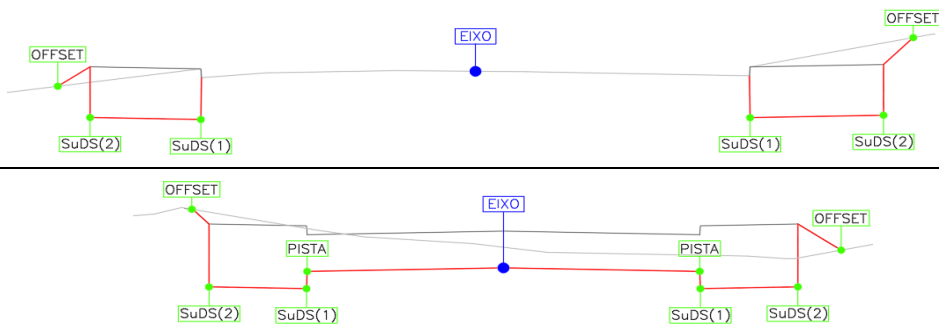 OFFSET
EIXO
OFFSET
SuDS(2)
SuDS(1)
SuDS(1)
SuDS(2)
OFFSET
EIXO
OFFSET
PISTA
PISTA
SuDS(2)
SuDS(1)
SuDS(1)
SuDS(2)